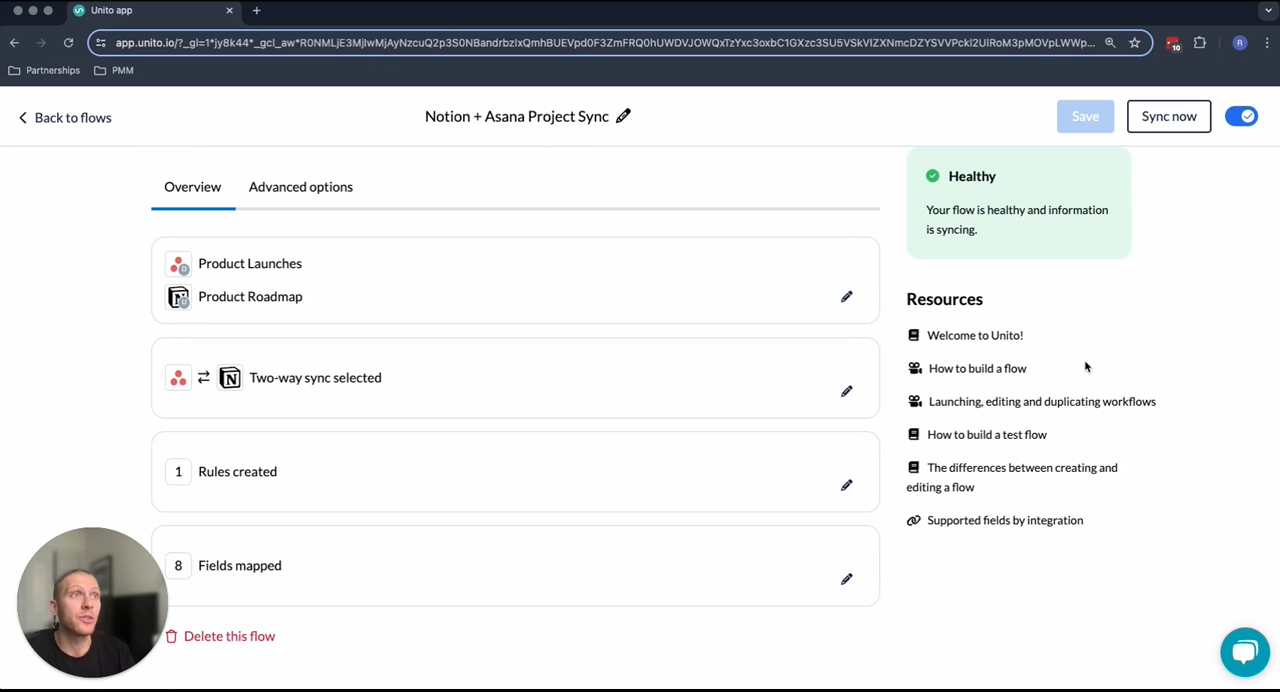 Unito app
app.unito.io/?_gl=1*jy8k44*_gcl_aw*
Partnerships
PMM
Back to flows
Notion + Asana Project Sync
Save
Sync now
Overview
Advanced options
Healthy
Your flow is healthy and information
is syncing.
Product Launches
Product Roadmap
Two-way sync selected
1 Rules created
8 Fields mapped
Delete this flow
Resources
Welcome to Unito!
How to build a flow
Launching, editing and duplicating workflows
How to build a test flow
The differences between creating and
editing a flow
Supported fields by integration
10
R